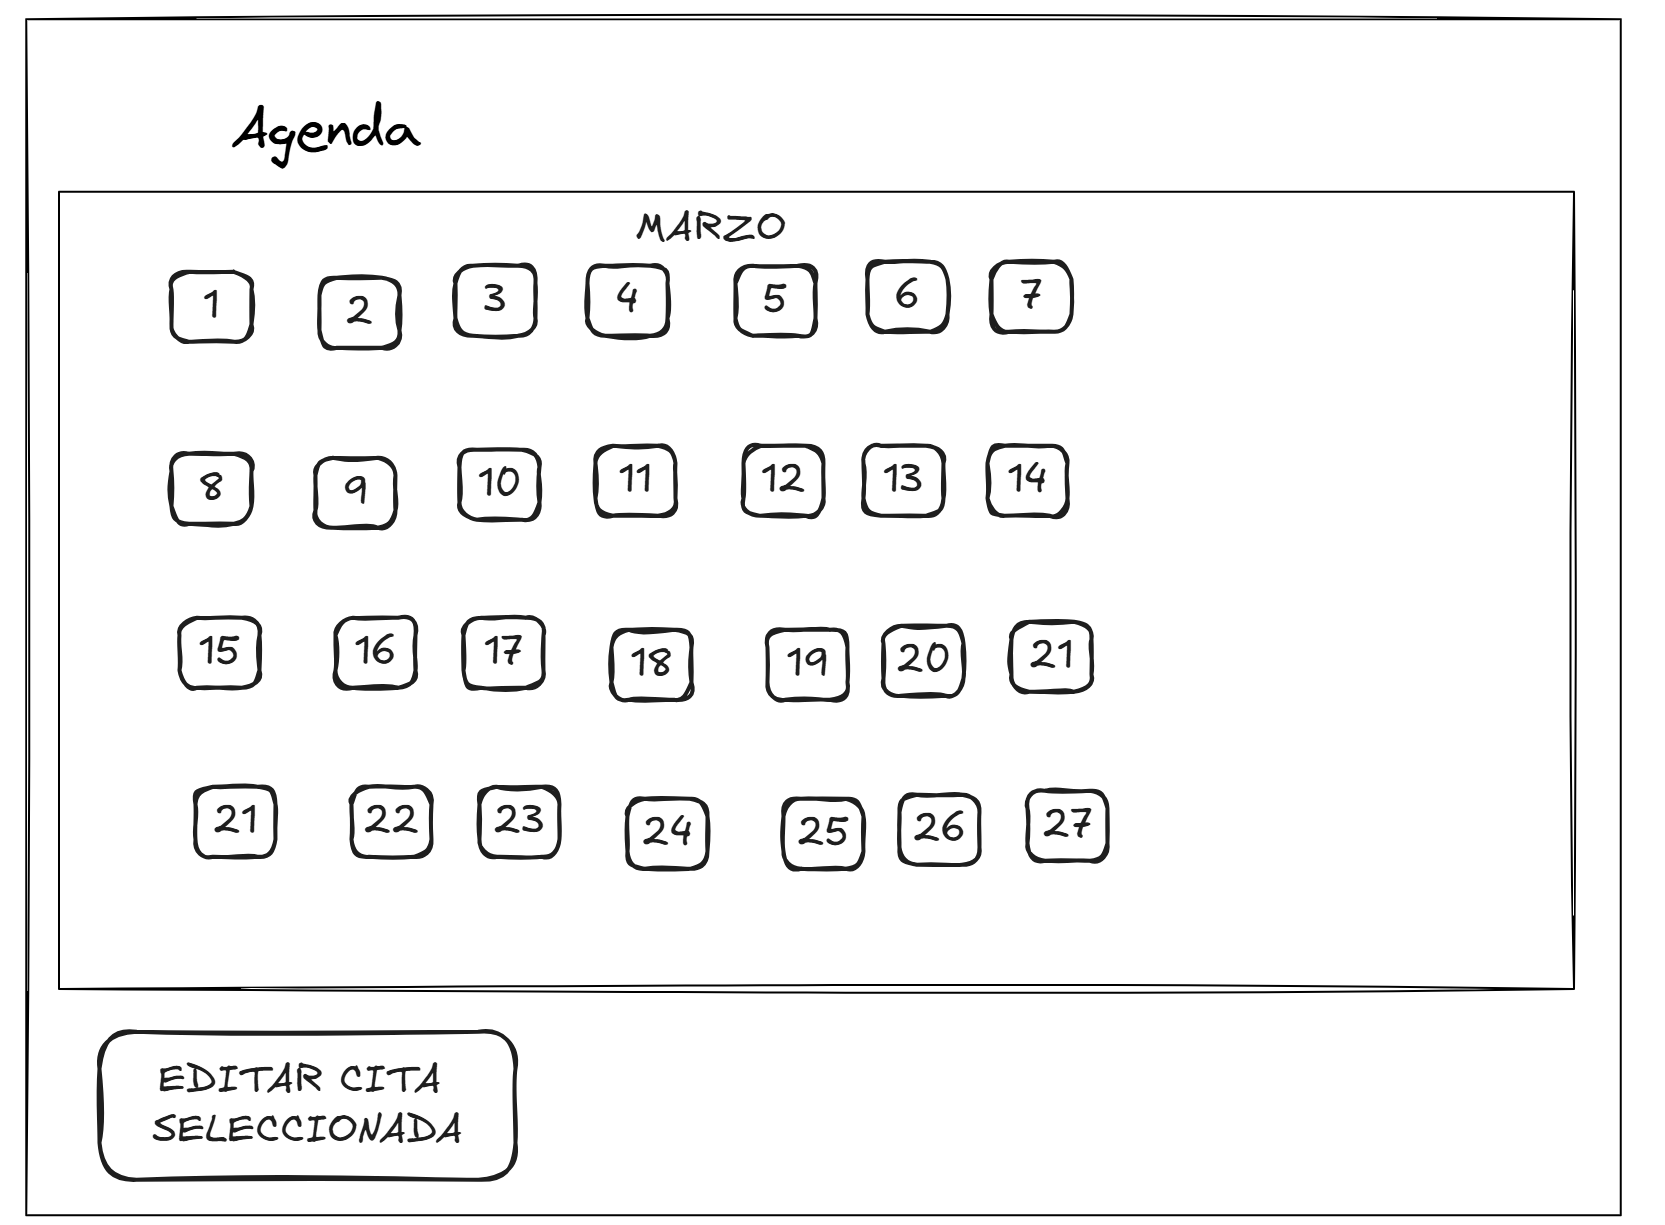 Agenda
MARZO
1 2 3 4 5 6 7
8 9 10 11 12 13 14
15 16 17 18 19 20 21
21 22 23 24 25 26 27
EDITAR CITA
SELECCIONADA